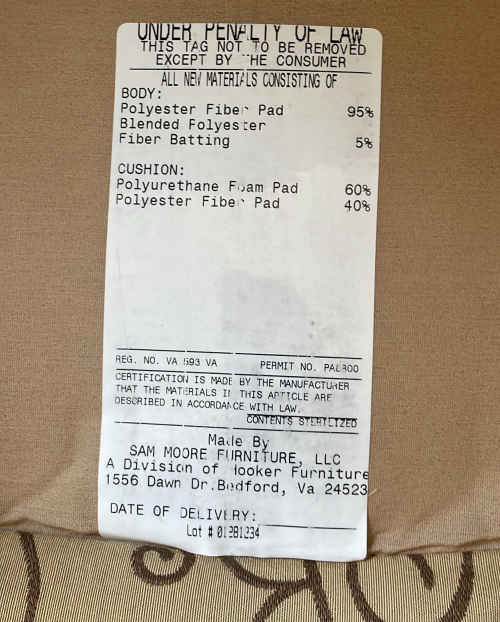 UNDER PENALTY OF LAW
THIS TAG NOT TO BE REMOVED
EXCEPT BY THE CONSUMER
ALL NEW MATERIALS CONSISTING OF
BODY:
Polyester Fiber Pad 95%
Blended Polyester
Fiber Batting 5%
CUSHION:
Polyurethane Foam Pad 60%
Polyester Fiber Pad 40%
REG. NO. VA 593 VA PERMIT NO.
CERTIFICATION IS MADE BY THE MANUFACTURER
THAT THE MATERIALS IN THIS ARTICLE ARE
DESCRIBED IN ACCORDANCE WITH LAW.
CONTENTS STERILIZED
Made By
SAM MOORE FURNITURE, LLC
A Division of Hooker Furniture
1556 Dawn Dr.Bedford, Va 24523
DATE OF DELIVERY:
Lot #